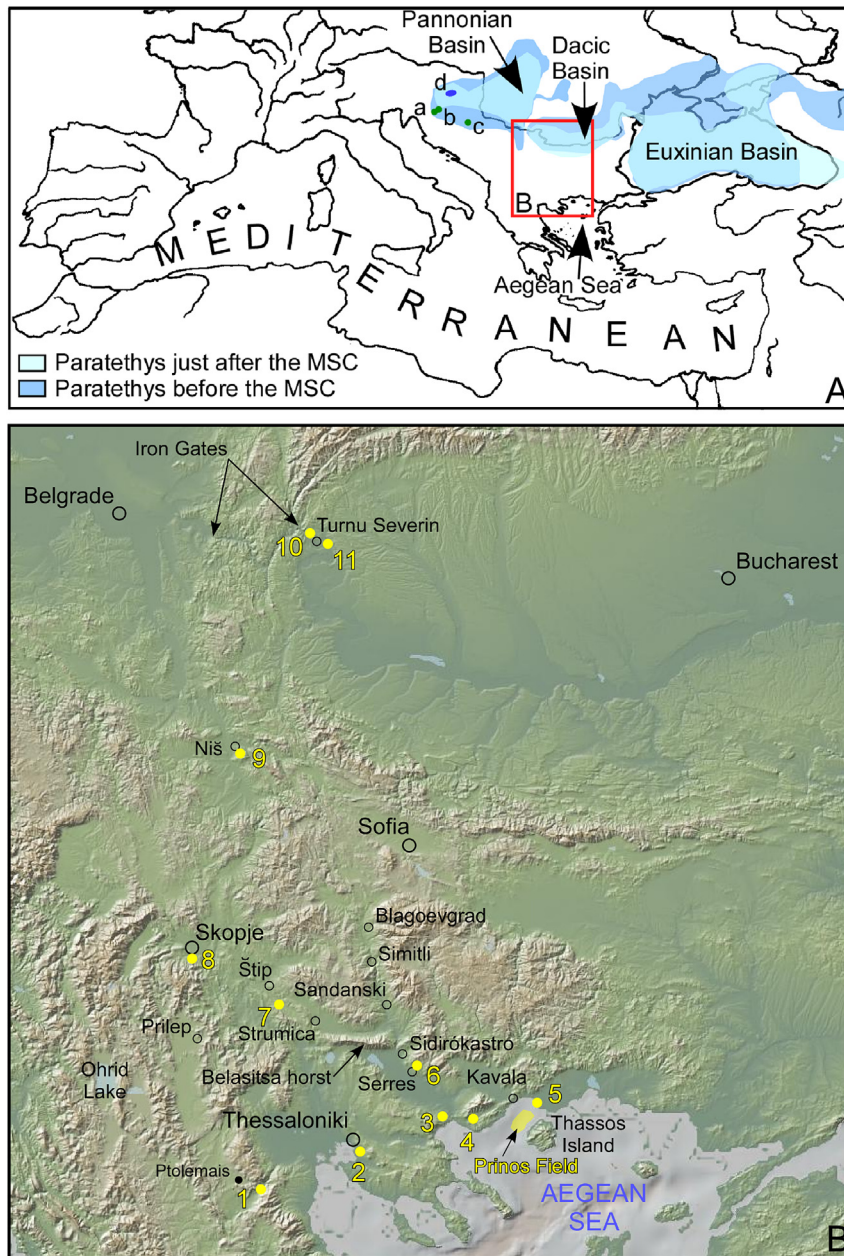 Pannonian
Basin
Dacic
Basin
d
a
b
c
Euxinian Basin
B
Aegean Sea
MEDITERRANEAN
Paratethys just after the MSC
Paratethys before the MSC
A
Iron Gates
Belgrade
Turnu Severin
10
11
Bucharest
Niš
9
Sofia
Blagoevgrad
Skopje
8
Simitli
Štip
Sandanski
7
Strumica
Prilep
Sidirókastro
Belasitsa horst
Serres
6
Ohrid
Lake
Kavala
5
Thessaloniki
3
4
Thassos
Island
2
Prinos Field
Ptolemais
1
AEGEAN
SEA
B